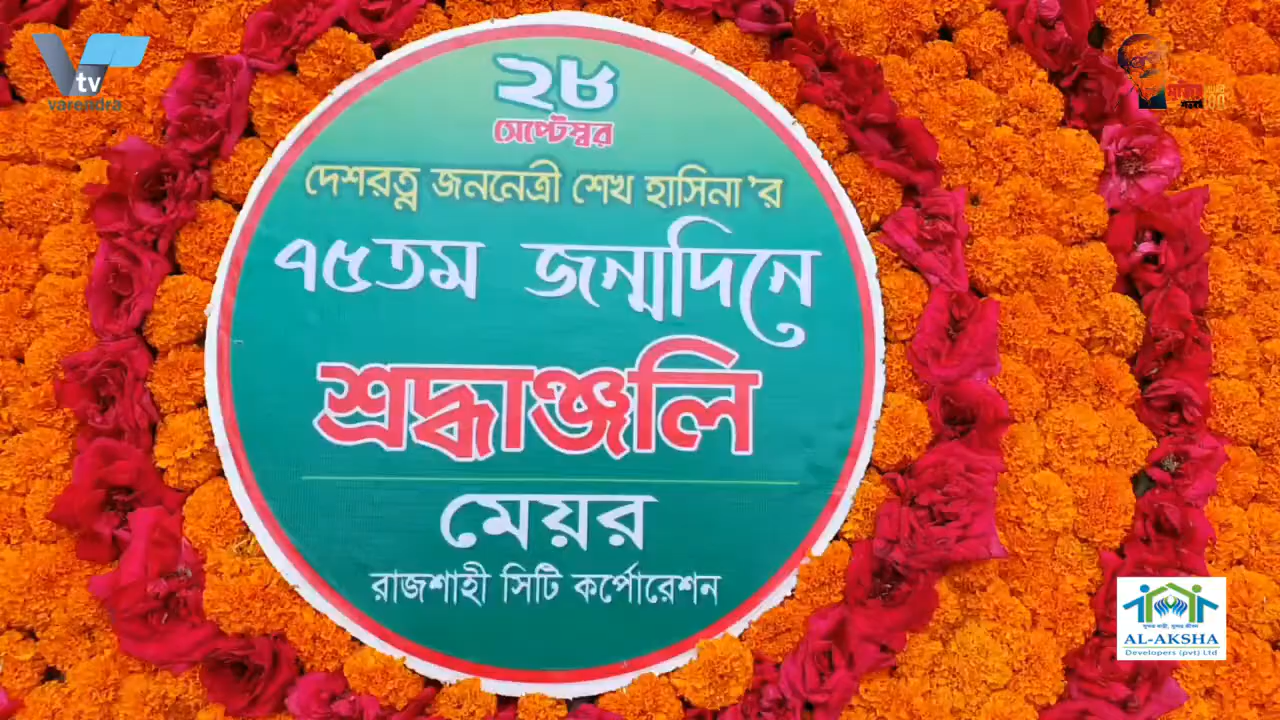 tv
varendra
২৮
সেপ্টেম্বর
দেশরত্ন জননেত্রী শেখ হাসিনা'র
৭৫তম জন্মদিনে
শ্রদ্ধাঞ্জলি
মেয়র
রাজশাহী সিটি কর্পোরেশন
AL-AKSHA
Developers (pvt) Ltd